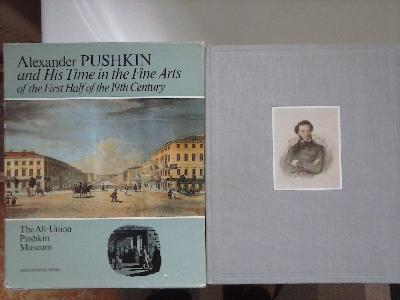 Alexander PUSHKIN
and His Time in the Fine Arts
of the First Half of the 19th Century
The All-Union
Pushkin
Museum